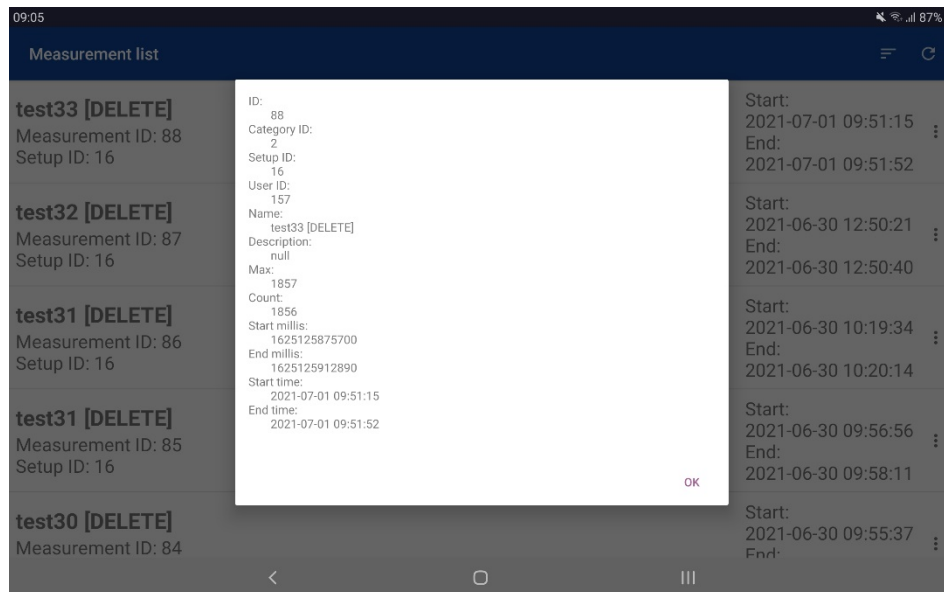 09:05
87%
Measurement list
test33 [DELETE]
Measurement ID: 88
Setup ID: 16
Start:
2021-07-01 09:51:15
End:
2021-07-01 09:51:52
test32 [DELETE]
Measurement ID: 87
Setup ID: 16
Start:
2021-06-30 12:50:21
End:
2021-06-30 12:50:40
test31 [DELETE]
Measurement ID: 86
Setup ID: 16
Start:
2021-06-30 10:19:34
End:
2021-06-30 10:20:14
test31 [DELETE]
Measurement ID: 85
Setup ID: 16
Start:
2021-06-30 09:56:56
End:
2021-06-30 09:58:11
test30 [DELETE]
Measurement ID: 84
Start:
2021-06-30 09:55:37
End:
ID:
88
Category ID:
2
Setup ID:
16
User ID:
157
Name:
test33 [DELETE]
Description:
null
Max:
1857
Count:
1856
Start millis:
1625125875700
End millis:
1625125912890
Start time:
2021-07-01 09:51:15
End time:
2021-07-01 09:51:52
OK